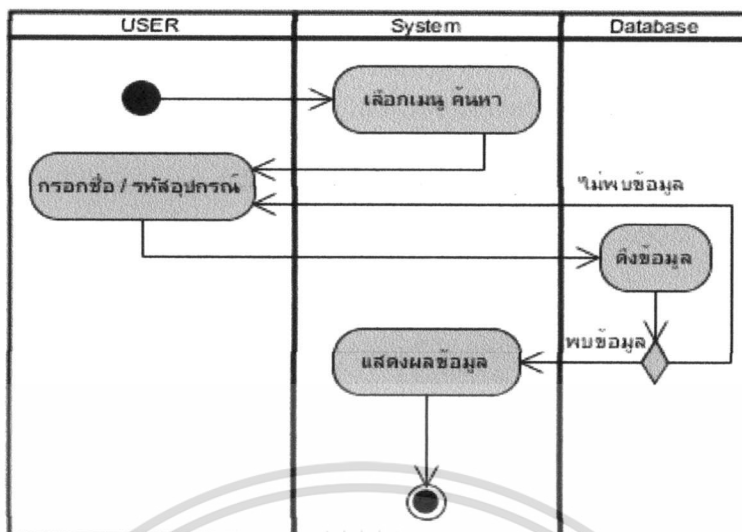 USER System Database
เลือกเมนู ค้นหา
กรอกชื่อ / รหัสอุปกรณ์
ไม่พบข้อมูล
ดึงข้อมูล
พบข้อมูล
แสดงผลข้อมูล